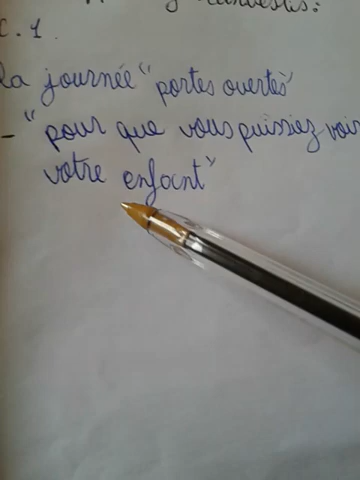 C.1
la journée "portes ouvertes"
- "pour que vous puissiez voir
votre enfant"